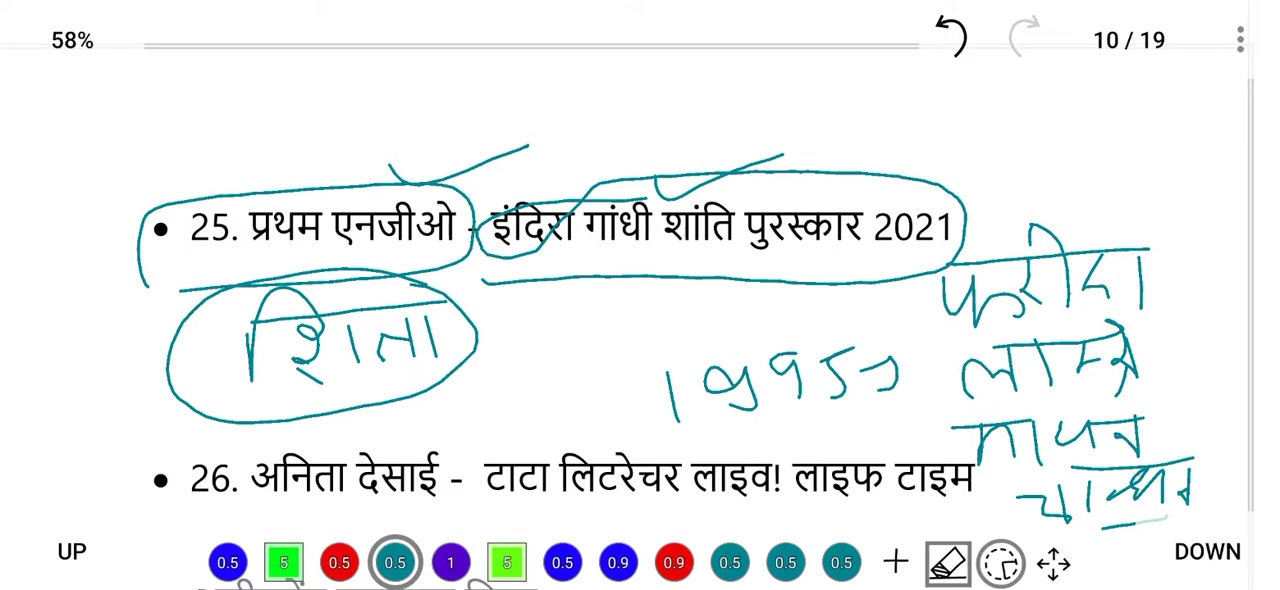 58%
10 / 19
• 25. प्रथम एनजीओ - इंदिरा गांधी शांति पुरस्कार 2021
फरीदा
1995
• 26. अनिता देसाई - टाटा लिटरेचर लाइव! लाइफ टाइम
UP
0.5 5 0.5 0.5 1 5 0.5 0.9 0.9 0.5 0.5 0.5 +
DOWN